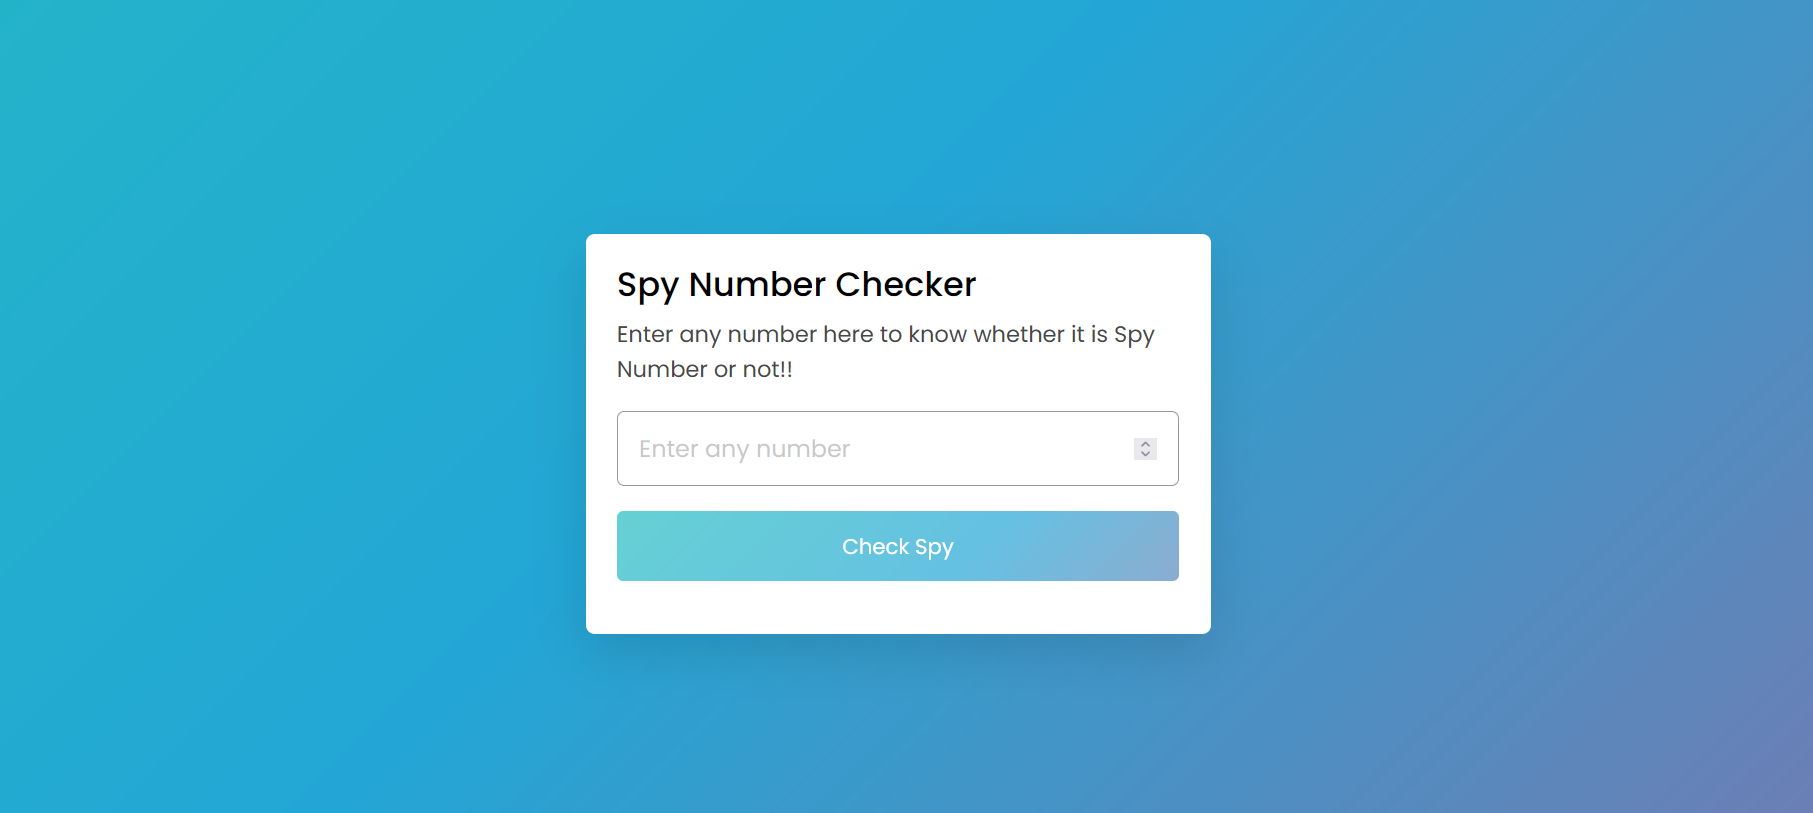 Spy Number Checker
Enter any number here to know whether it is Spy
Number or not!!
Enter any number
Check Spy